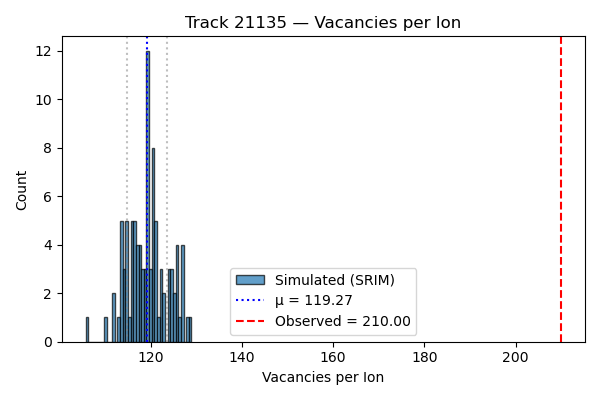 Track 21135 — Vacancies per Ion
Count
12
10
8
6
4
2
0
Simulated (SRIM)
μ = 119.27
Observed = 210.00
120 140 160 180 200
Vacancies per Ion